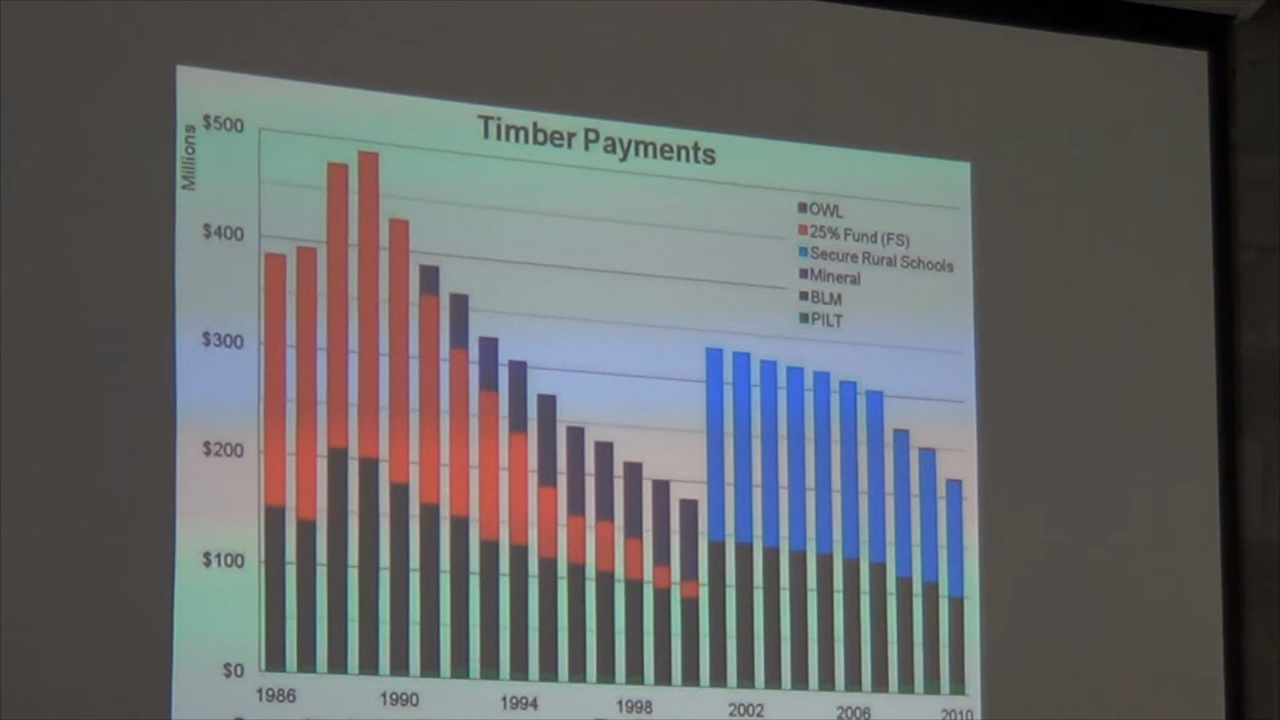 Timber Payments
Millions
$500
$400
$300
$200
$100
$0
OWL
25% Fund (FS)
Secure Rural Schools
Mineral
BLM
PILT
1986 1990 1994 1998 2002 2006 2010